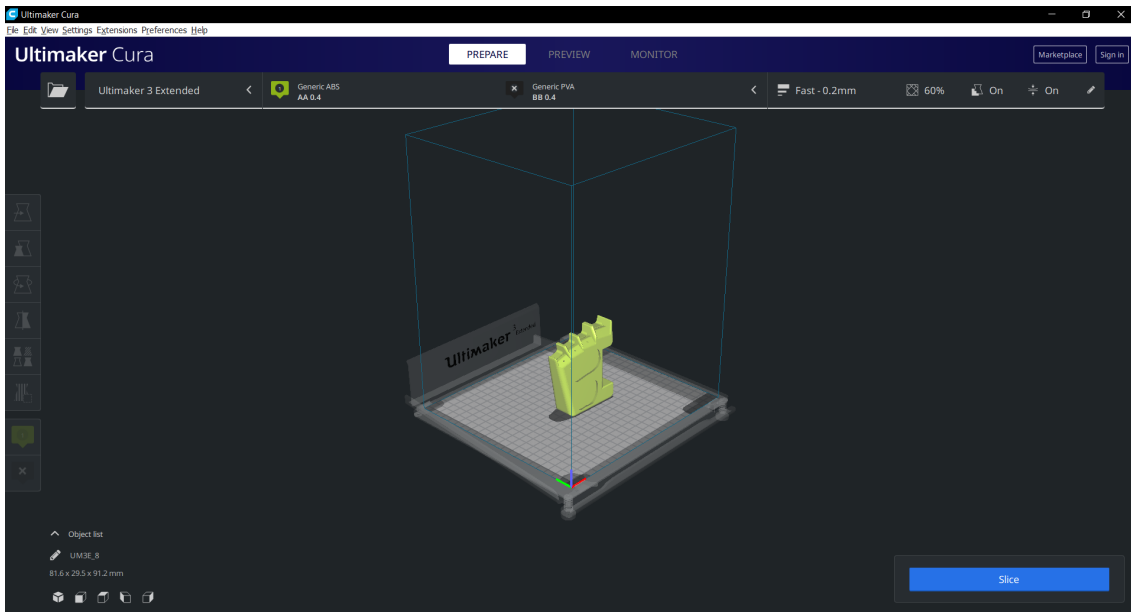 Ultimaker Cura
File Edit View Settings Extensions Preferences Help
Ultimaker Cura
PREPARE PREVIEW MONITOR
Marketplace Sign in
Ultimaker 3 Extended
Generic ABS
AA 0.4
Generic PVA
BB 0.4
Fast - 0.2mm
60%
On
On
Ultimaker
Object list
UM3E_8
81.6 x 29.5 x 91.2 mm
Slice